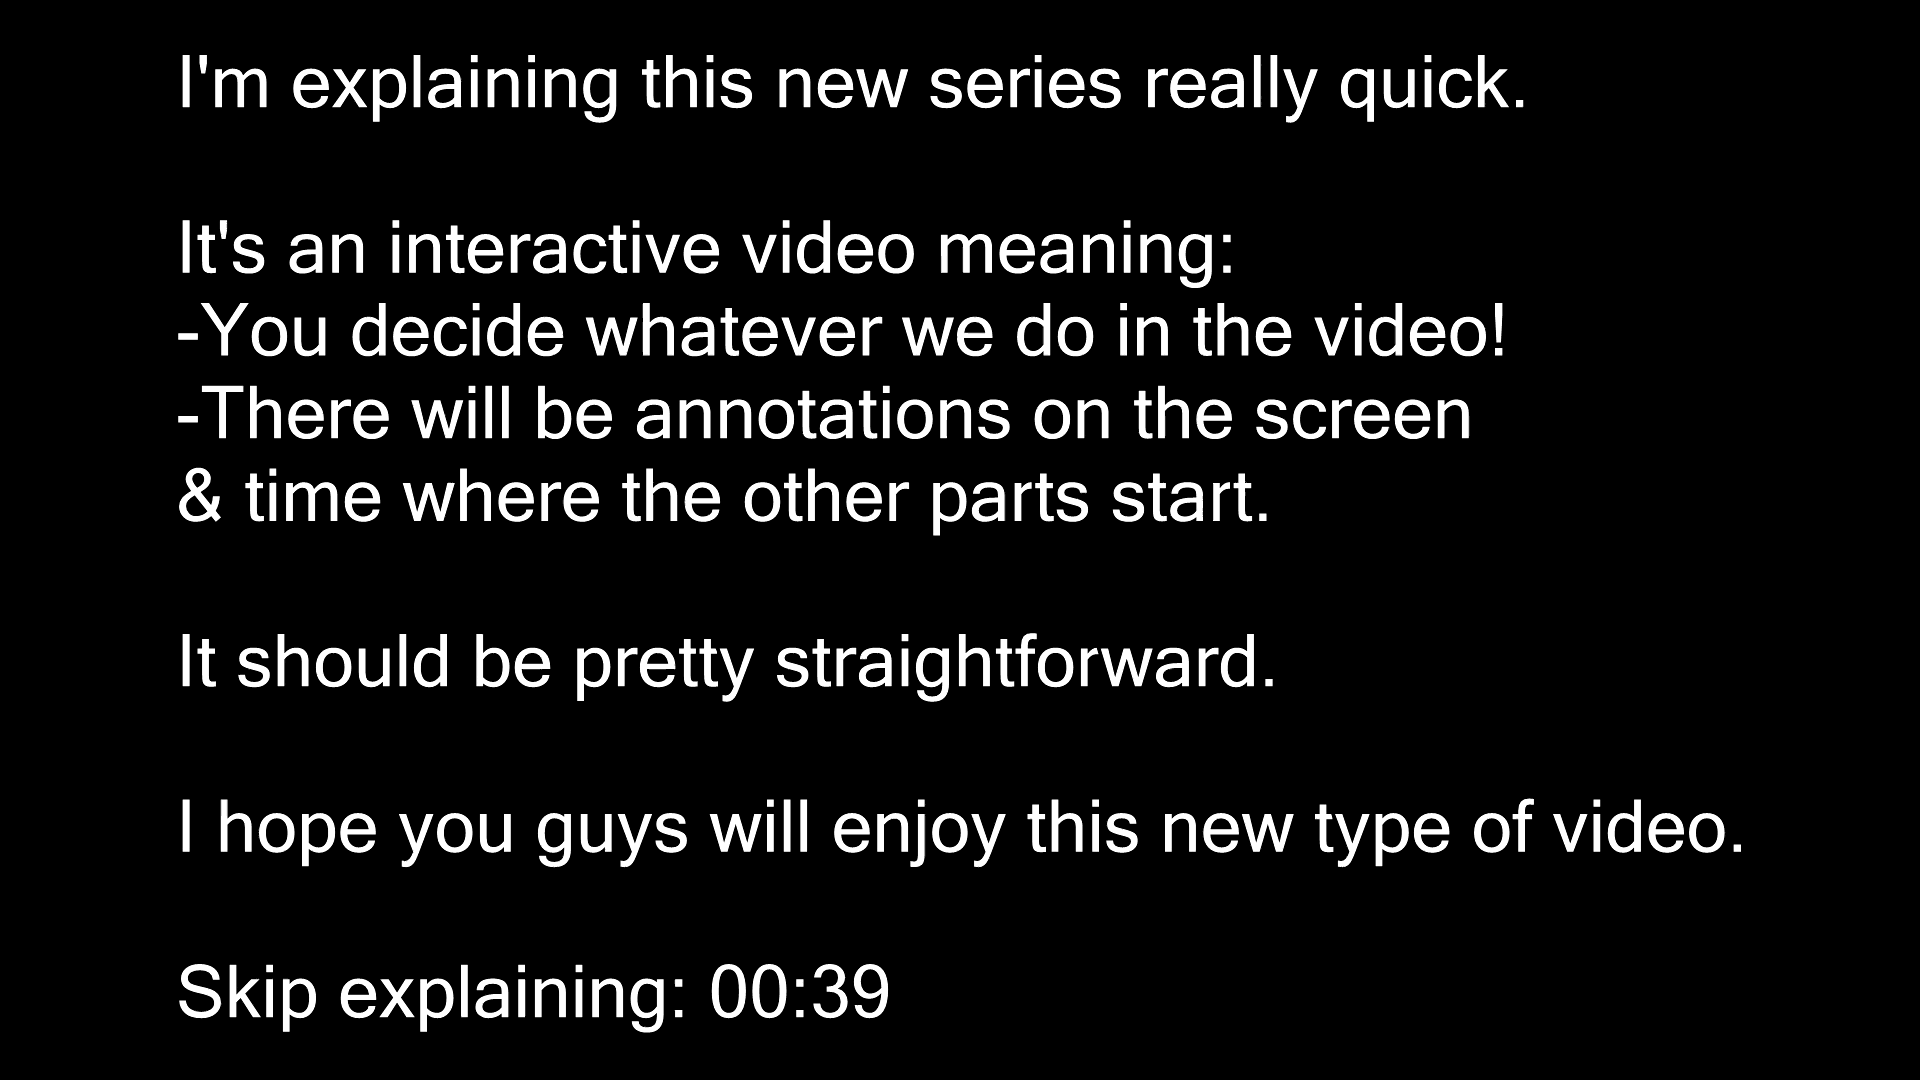 I'm explaining this new series really quick.
It's an interactive video meaning:
-You decide whatever we do in the video!
-There will be annotations on the screen
& time where the other parts start.
It should be pretty straightforward.
I hope you guys will enjoy this new type of video.
Skip explaining: 00:39